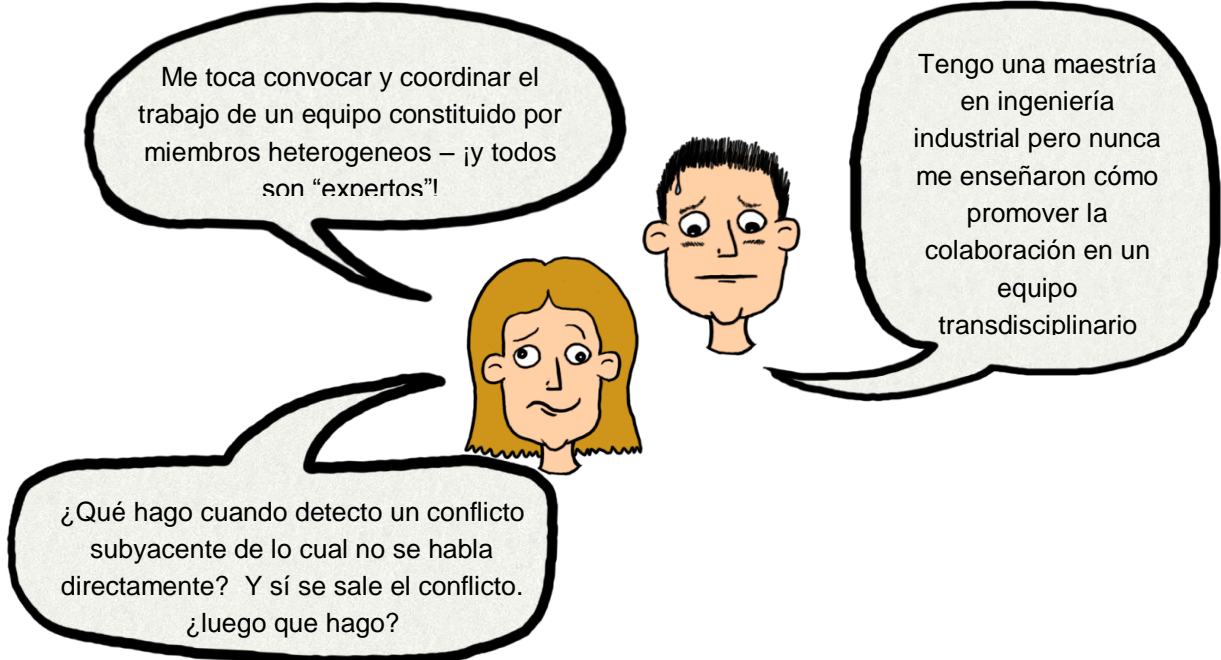 Me toca convocar y coordinar el
trabajo de un equipo constituido por
miembros heterogeneos – ¡y todos
son “expertos”!
Tengo una maestría
en ingeniería
industrial pero nunca
me enseñaron cómo
promover la
colaboración en un
equipo
transdisciplinario
¿Qué hago cuando detecto un conflicto
subyacente de lo cual no se habla
directamente?  Y sí se sale el conflicto.
¿luego que hago?